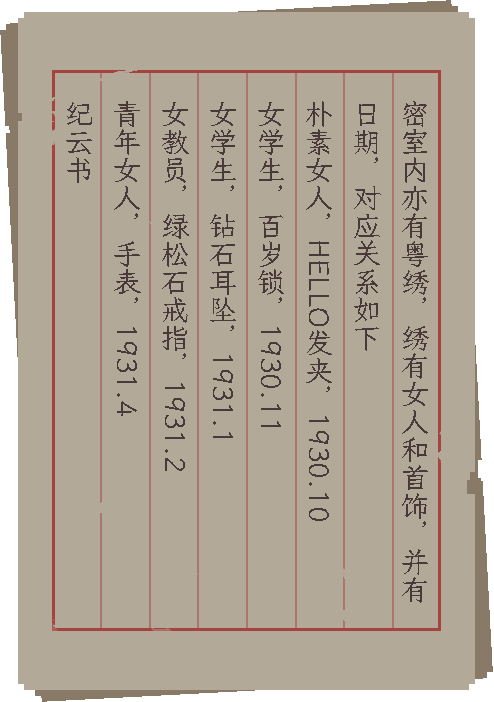 密室内亦有粤绣，绣有女人和首饰，并有
日期，对应关系如下
朴素女人，HELLO发夹，1930.10
女学生，百岁锁，1930.11
女学生，钻石耳坠，1931.1
女教员，绿松石戒指，1931.2
青年女人，手表，1931.4
纪云书